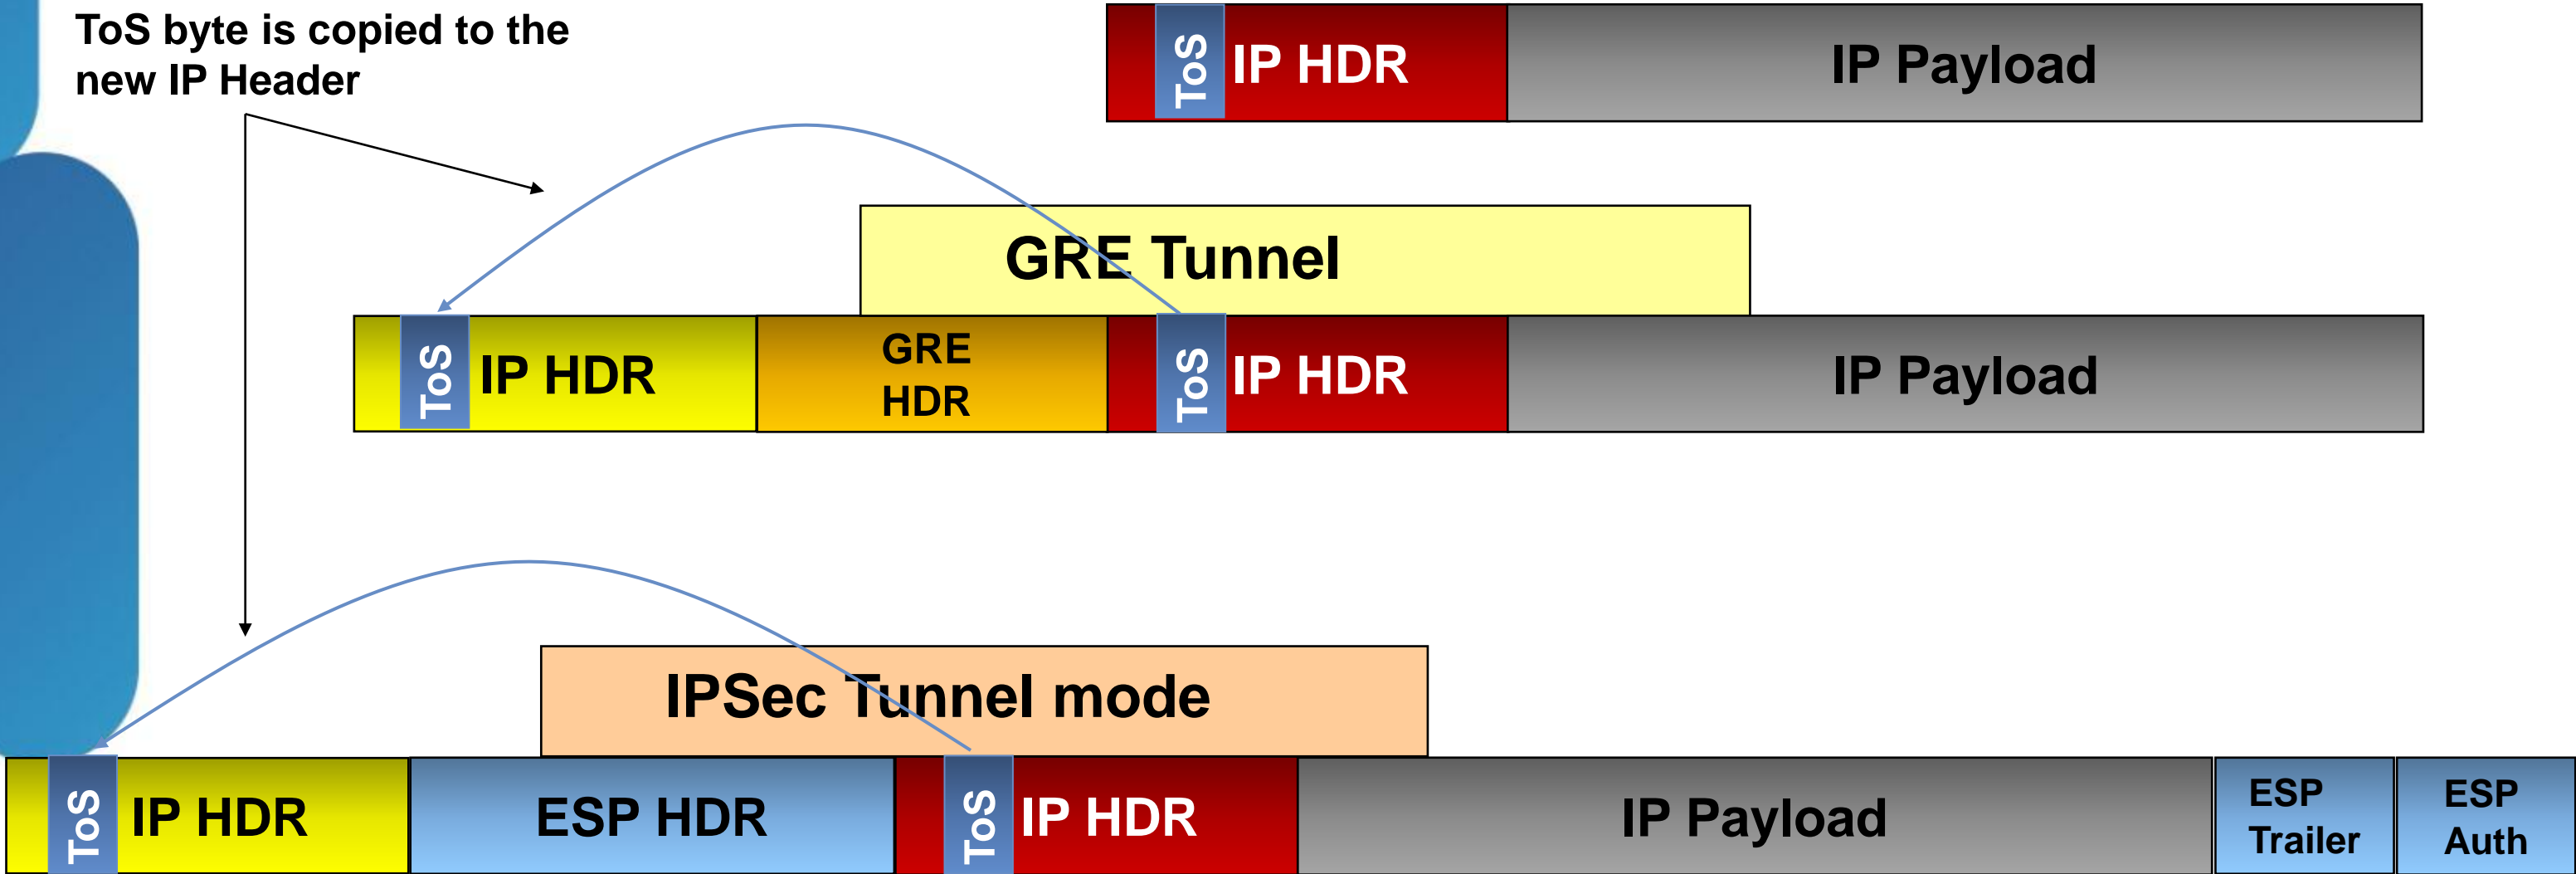 ToS byte is copied to the
new IP Header
ToS IP HDR IP Payload
GRE Tunnel
ToS IP HDR GRE HDR ToS IP HDR IP Payload
IPSec Tunnel mode
ToS IP HDR ESP HDR ToS IP HDR IP Payload ESP Trailer ESP Auth